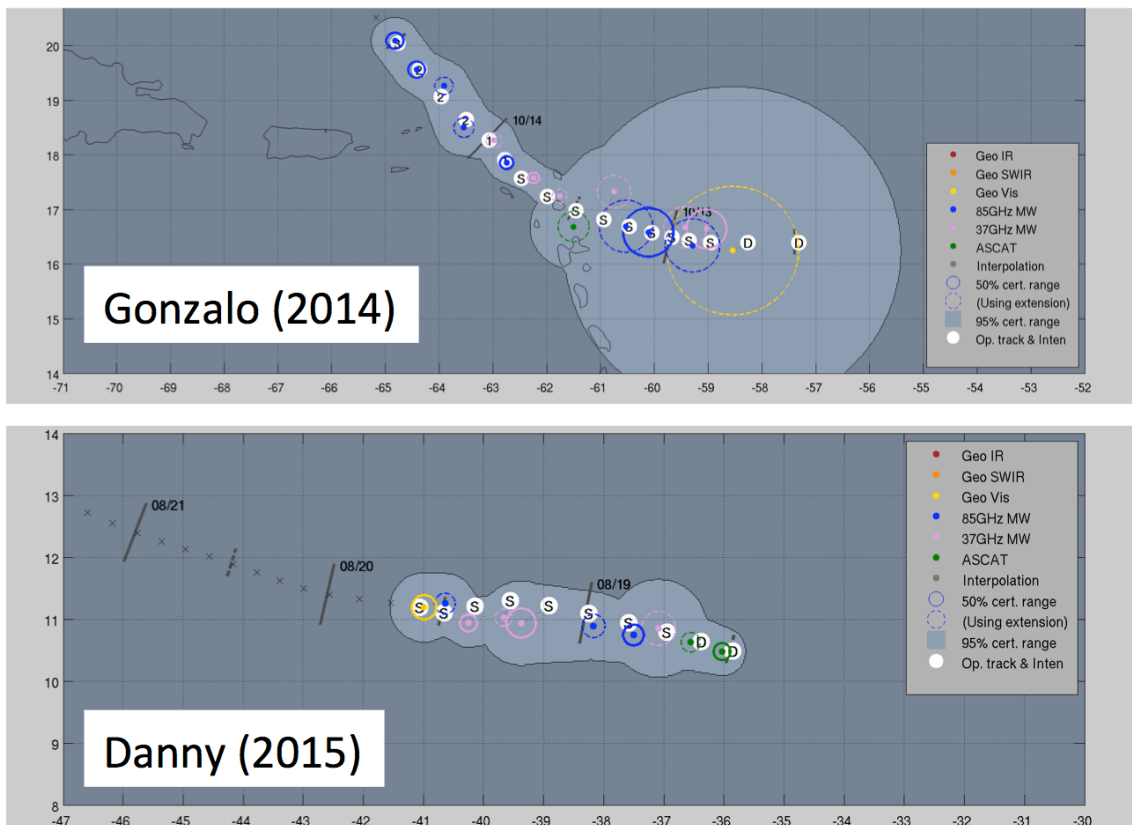 20
19
18
17
16
15
14
-71 -70 -69 -68 -67 -66 -65 -64 -63 -62 -61 -60 -59 -58 -57 -56 -55 -54 -53 -52
2
2
2
10/14
1
S
S
S
S
S
S
S
S
S
D
D
10/13
Geo IR
Geo SWIR
Geo Vis
85GHz MW
37GHz MW
ASCAT
Interpolation
50% cert. range
(Using extension)
95% cert. range
Op. track & Inten
Gonzalo (2014)
14
13
12
11
10
9
8
-47 -46 -45 -44 -43 -42 -41 -40 -39 -38 -37 -36 -35 -34 -33 -32 -31 -30
08/21
08/20
08/19
S
S
S
S
S
S
S
S
D
D
Geo IR
Geo SWIR
Geo Vis
85GHz MW
37GHz MW
ASCAT
Interpolation
50% cert. range
(Using extension)
95% cert. range
Op. track & Inten
Danny (2015)